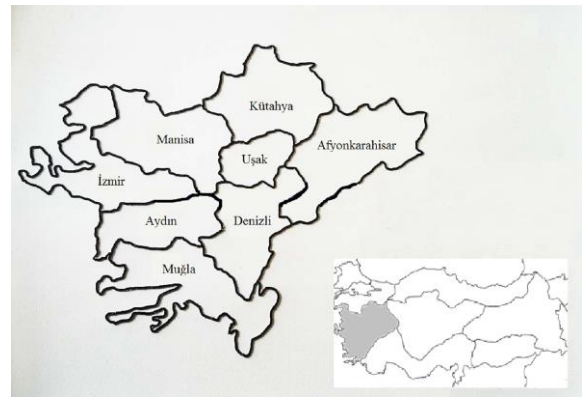 Kütahya
Manisa
Afyonkarahisar
Uşak
İzmir
Aydın
Denizli
Muğla